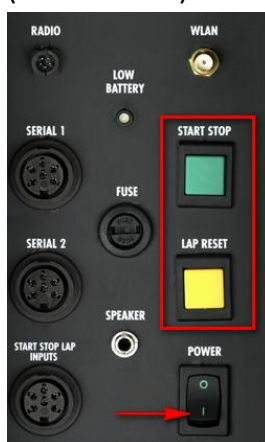 RADIO
WLAN
LOW
BATTERY
SERIAL 1
START STOP
FUSE
SERIAL 2
LAP RESET
SPEAKER
START STOP LAP
INPUTS
POWER
O
I